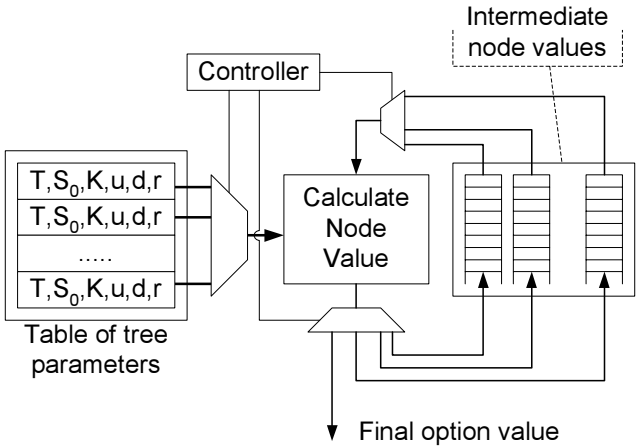 Intermediate
node values
Controller
T,S₀,K,u,d,r
T,S₀,K,u,d,r
.....
T,S₀,K,u,d,r
Calculate
Node
Value
Table of tree
parameters
Final option value